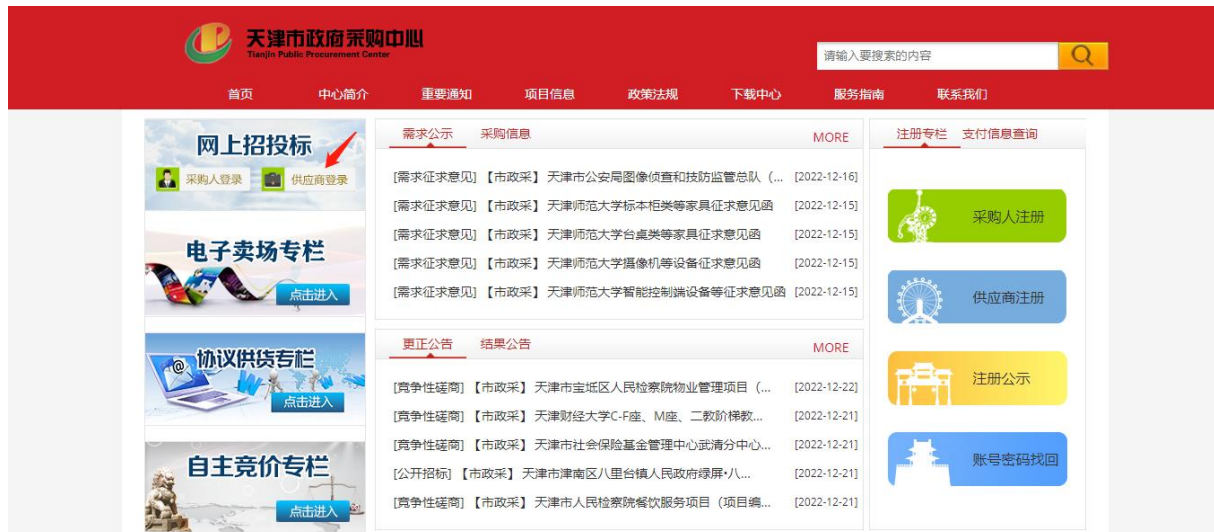 天津市政府采购中心
Tianjin Public Procurement Center
请输入要搜索的内容
首页 中心简介 重要通知 项目信息 政策法规 下载中心 服务指南 联系我们
网上招投标
采购人登录 供应商登录
电子卖场专栏
点击进入
协议供货专栏
点击进入
自主竞价专栏
点击进入
需求公示 采购信息 MORE
[需求征求意见] 【市政采】 天津市公安局图像侦查和技防监管总队（... [2022-12-16]
[需求征求意见] 【市政采】 天津师范大学标本柜类等家具征求意见函 [2022-12-15]
[需求征求意见] 【市政采】 天津师范大学台桌类等家具征求意见函 [2022-12-15]
[需求征求意见] 【市政采】 天津师范大学摄像机等设备征求意见函 [2022-12-15]
[需求征求意见] 【市政采】 天津师范大学智能控制端设备等征求意见函 [2022-12-15]
更正公告 结果公告 MORE
[竞争性磋商] 【市政采】 天津市宝坻区人民检察院物业管理项目（... [2022-12-22]
[竞争性磋商] 【市政采】 天津财经大学C-F座、M座、二教阶梯教... [2022-12-21]
[竞争性磋商] 【市政采】 天津市社会保险基金管理中心武清分中心... [2022-12-21]
[公开招标] 【市政采】 天津市津南区八里台镇人民政府绿屏•八... [2022-12-21]
[竞争性磋商] 【市政采】 天津市人民检察院餐饮服务项目（项目编... [2022-12-21]
注册专栏 支付信息查询
采购人注册
供应商注册
注册公示
账号密码找回